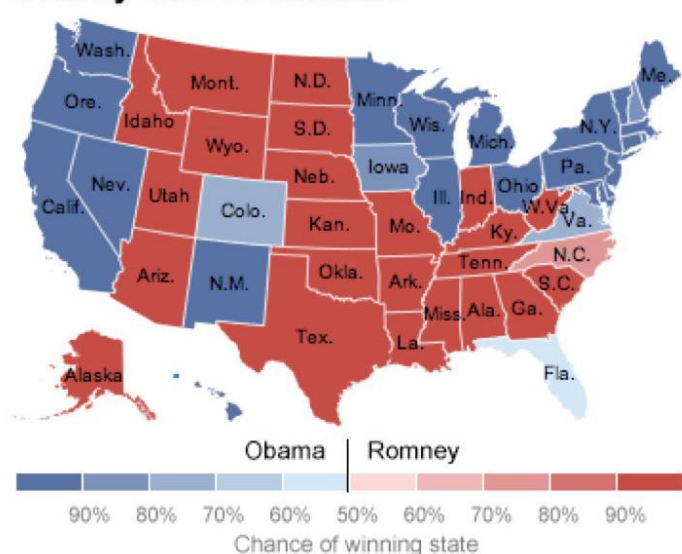 Wash.
Mont.
N.D.
Minn.
Me.
Ore.
Idaho
S.D.
Wis.
Mich.
N.Y.
Wyo.
Iowa
Pa.
Nev.
Neb.
Ill.
Ind.
Ohio
Calif.
Utah
Colo.
Kan.
Mo.
W.Va.
Va.
Ky.
N.C.
Ariz.
N.M.
Okla.
Ark.
Tenn.
S.C.
Tex.
La.
Miss.
Ala.
Ga.
Alaska
Fla.
Obama Romney
90% 80% 70% 60% 50% 60% 70% 80% 90%
Chance of winning state